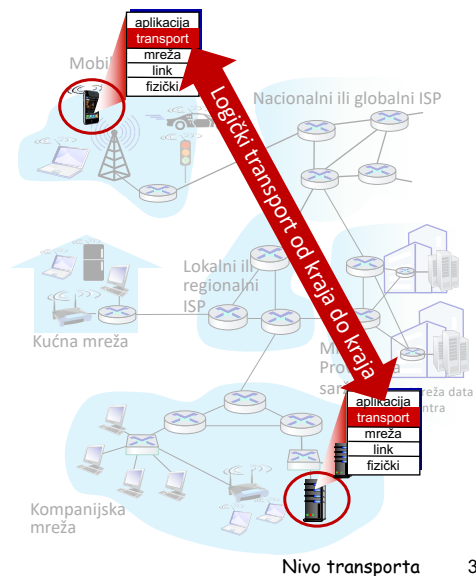 aplikacija
transport
mreža
link
fizički
Mobil
Nacionalni ili globalni ISP
Logički transport od kraja do kraja
Lokalni ili
regionalni
ISP
Kućna mreža
aplikacija
transport
mreža
link
fizički
Kompanijska
mreža
Nivo transporta 3